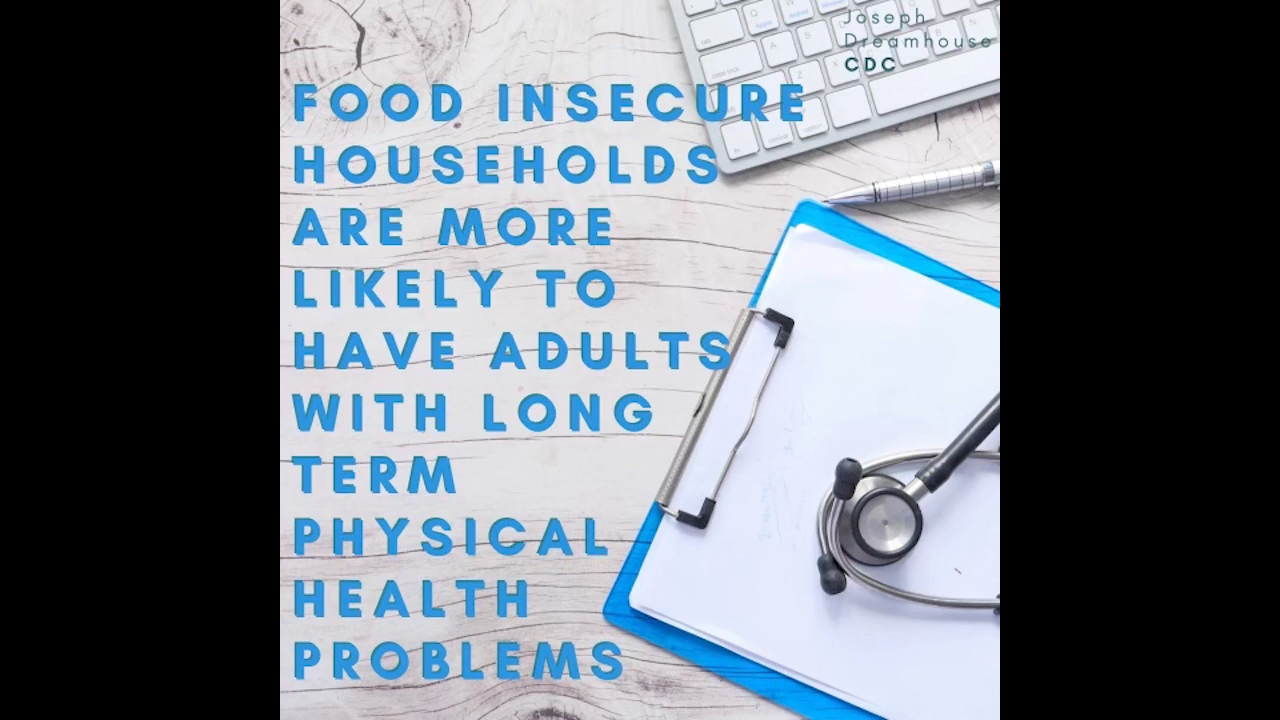 Joseph
Dreamhouse
CDC
FOOD INSECURE
HOUSEHOLDS
ARE MORE
LIKELY TO
HAVE ADULTS
WITH LONG
TERM
PHYSICAL
HEALTH
PROBLEMS